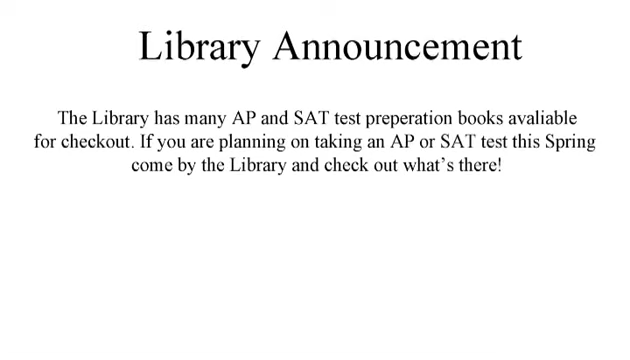 Library Announcement
The Library has many AP and SAT test preperation books avaliable
for checkout. If you are planning on taking an AP or SAT test this Spring
come by the Library and check out what’s there!